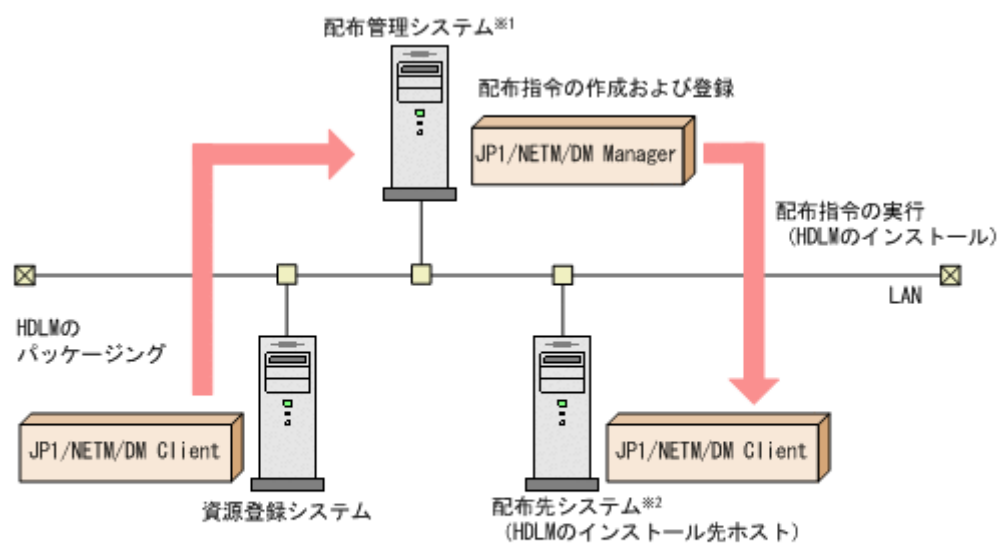 配布管理システム※1
配布指令の作成および登録
JP1/NETM/DM Manager
配布指令の実行
(HDLMのインストール)
LAN
HDLMの
パッケージング
JP1/NETM/DM Client
JP1/NETM/DM Client
資源登録システム
配布先システム※2
(HDLMのインストール先ホスト)